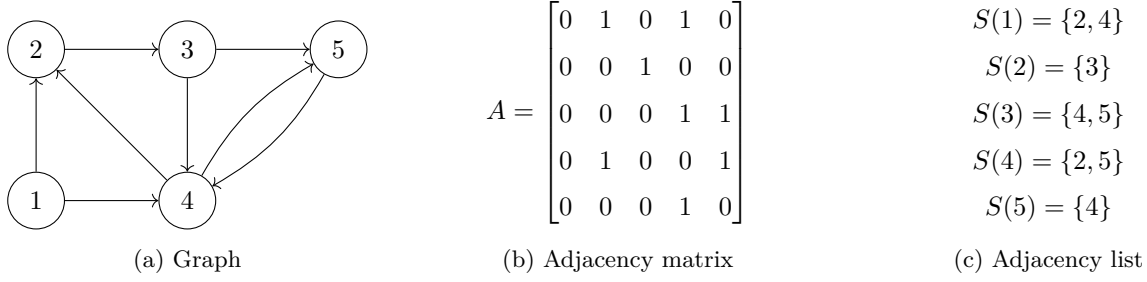 2 3 5
1 4
(a) Graph
A =
0 1 0 1 0
0 0 1 0 0
0 0 0 1 1
0 1 0 0 1
0 0 0 1 0
(b) Adjacency matrix
S(1) = {2, 4}
S(2) = {3}
S(3) = {4, 5}
S(4) = {2, 5}
S(5) = {4}
(c) Adjacency list